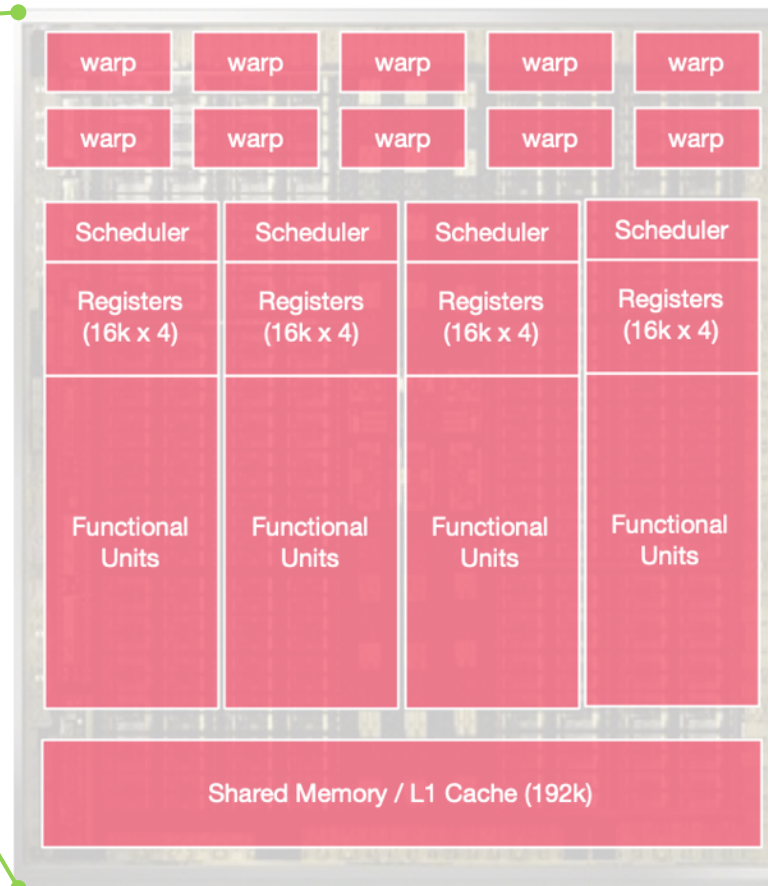 warp warp warp warp warp
warp warp warp warp warp
Scheduler Scheduler Scheduler Scheduler
Registers Registers Registers Registers
(16k x 4) (16k x 4) (16k x 4) (16k x 4)
Functional Functional Functional Functional
Units Units Units Units
Shared Memory / L1 Cache (192k)